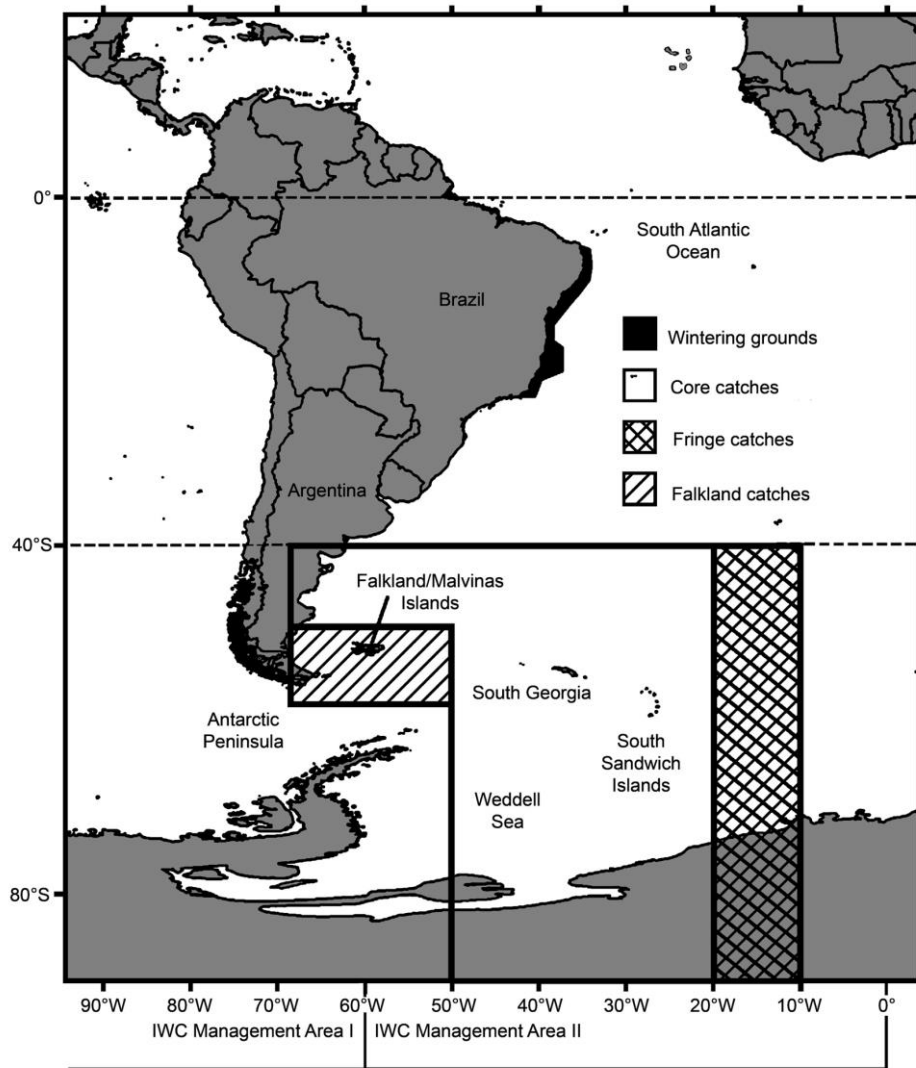 0°
South Atlantic
Ocean
Brazil
Wintering grounds
Core catches
Fringe catches
Falkland catches
Argentina
40°S
Falkland/Malvinas
Islands
South Georgia
Antarctic
Peninsula
South
Sandwich
Islands
Weddell
Sea
80°S
90°W 80°W 70°W 60°W 50°W 40°W 30°W 20°W 10°W 0°
IWC Management Area I IWC Management Area II